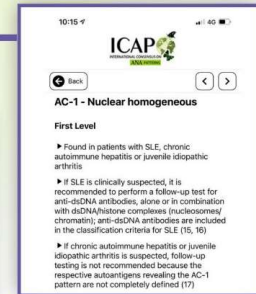 10:15
4G
ICAP
INTERNATIONAL CONSENSUS ON
ANA PATTERNS
Back
AC-1 - Nuclear homogeneous
First Level
▶ Found in patients with SLE, chronic
autoimmune hepatitis or juvenile idiopathic
arthritis
▶ If SLE is clinically suspected, it is
recommended to perform a follow-up test for
anti-dsDNA antibodies, alone or in combination
with dsDNA/histone complexes (nucleosomes/
chromatin); anti-dsDNA antibodies are included
in the classification criteria for SLE (15, 16)
▶ If chronic autoimmune hepatitis or juvenile
idiopathic arthritis is suspected, follow-up
testing is not recommended because the
respective autoantigens revealing the AC-1
pattern are not completely defined (17)